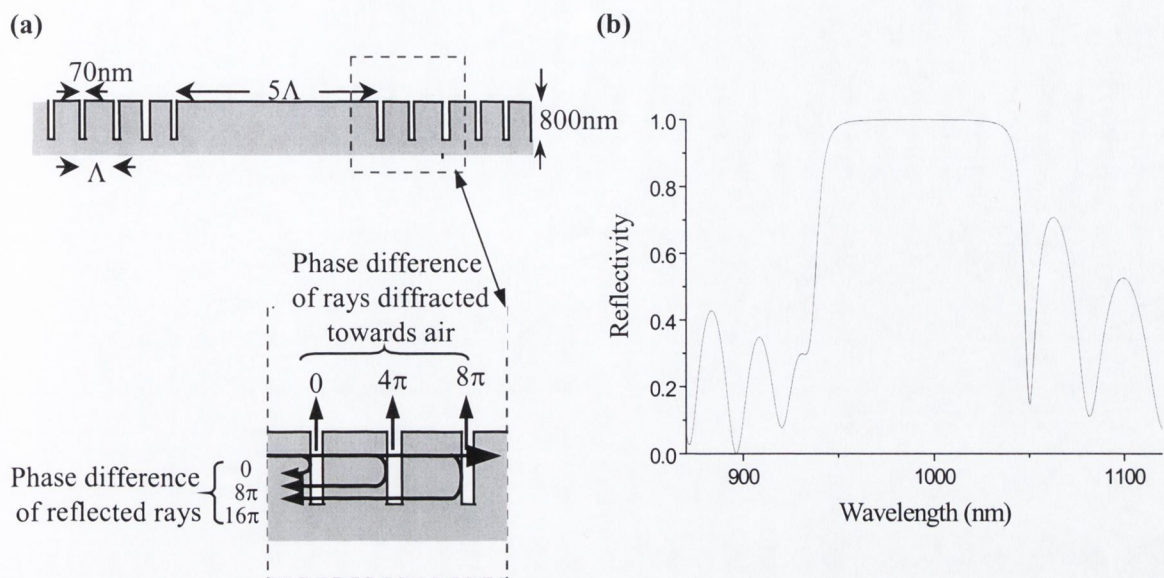 (a)
70nm
5Λ
800nm
Λ
Phase difference
of rays diffracted
towards air
0
4π
8π
Phase difference
of reflected rays
0
8π
16π
(b)
Reflectivity
1.0
0.8
0.6
0.4
0.2
0.0
900
1000
1100
Wavelength (nm)